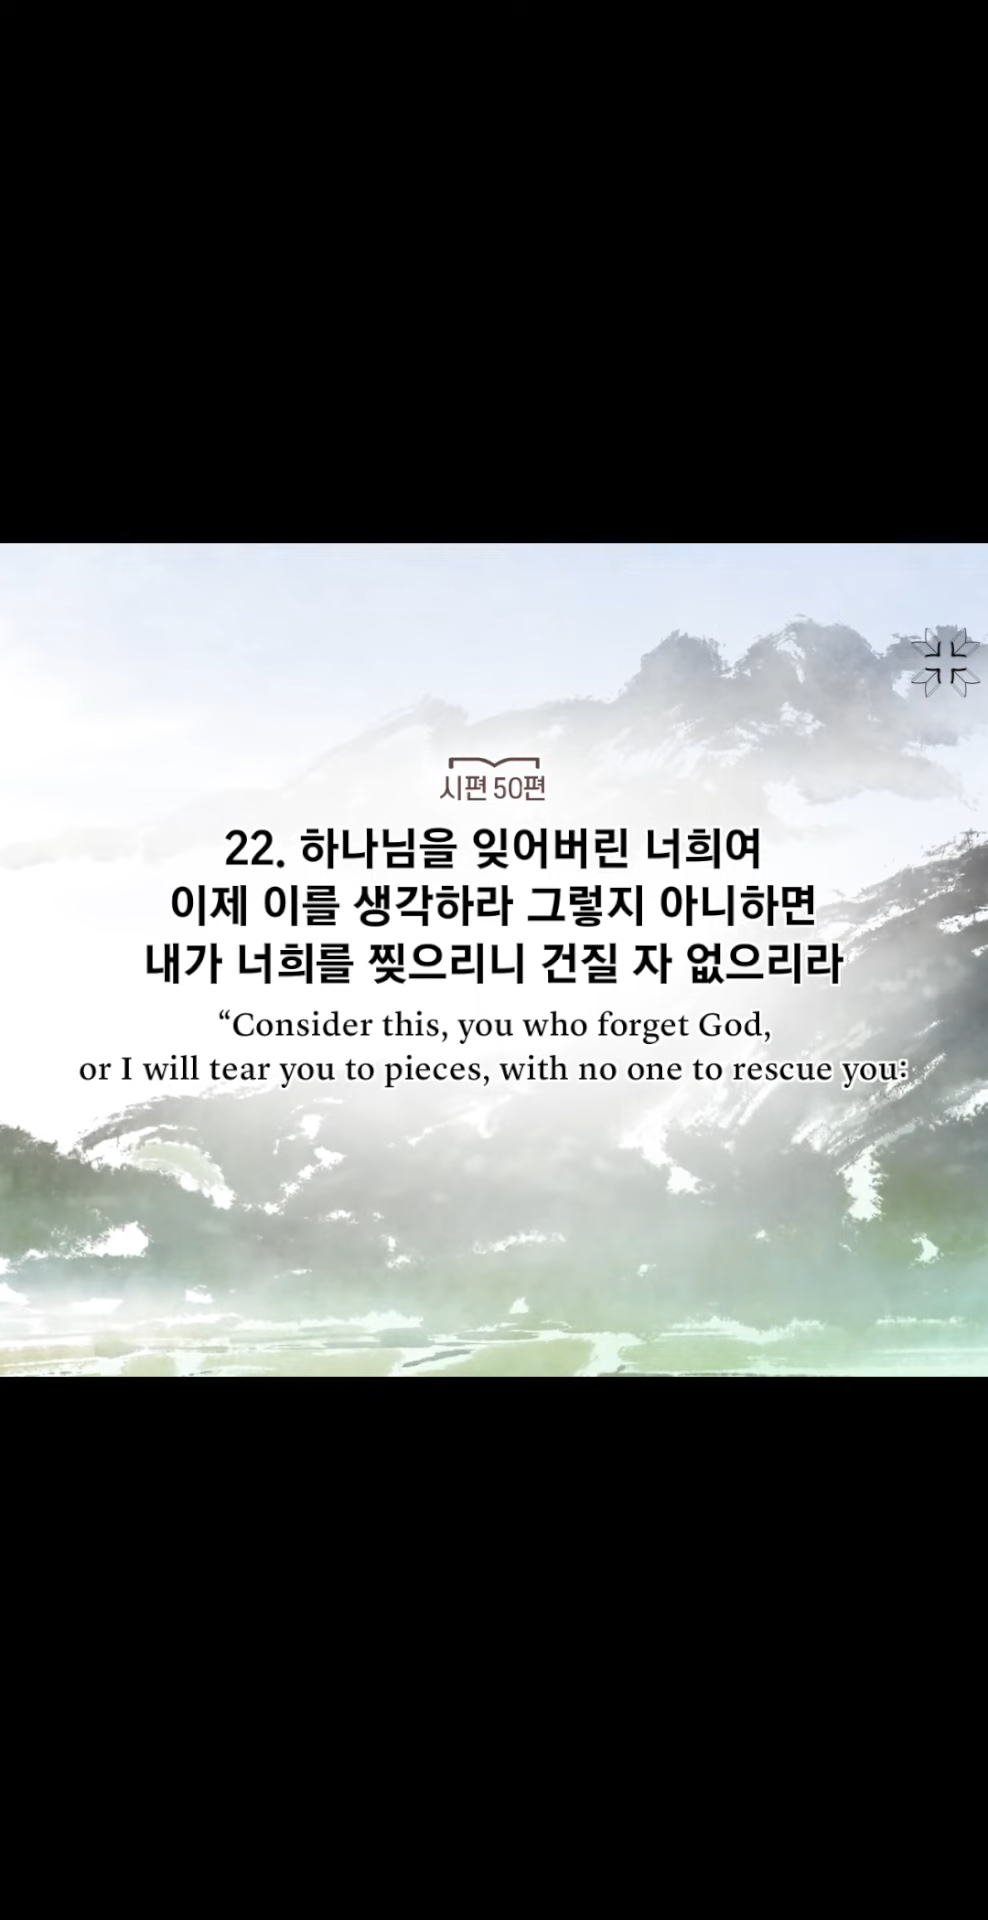 시편 50편
22. 하나님을 잊어버린 너희여
이제 이를 생각하라 그렇지 아니하면
내가 너희를 찢으리니 건질 자 없으리라
“Consider this, you who forget God,
or I will tear you to pieces, with no one to rescue you: